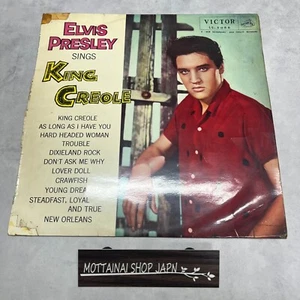 ELVIS
PRESLEY
SINGS
KING
CREOLE
KING CREOLE
AS LONG AS I HAVE YOU
HARD HEADED WOMAN
TROUBLE
DIXIELAND ROCK
DON'T ASK ME WHY
LOVER DOLL
CRAWFISH
YOUNG DREA
STEADFAST, LOYAL
AND TRUE
NEW ORLEANS
VICTOR
MOTTAINAI SHOP JAPN